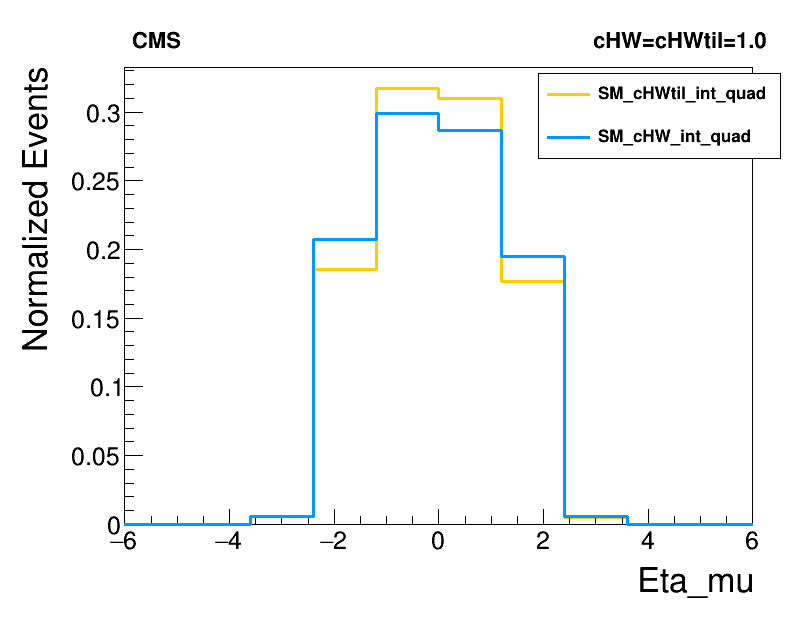 CMS
cHW=cHWtil=1.0
SM_cHWtil_int_quad
SM_cHW_int_quad
Normalized Events
0.3
0.25
0.2
0.15
0.1
0.05
0
−6
−4
−2
0
2
4
6
Eta_mu